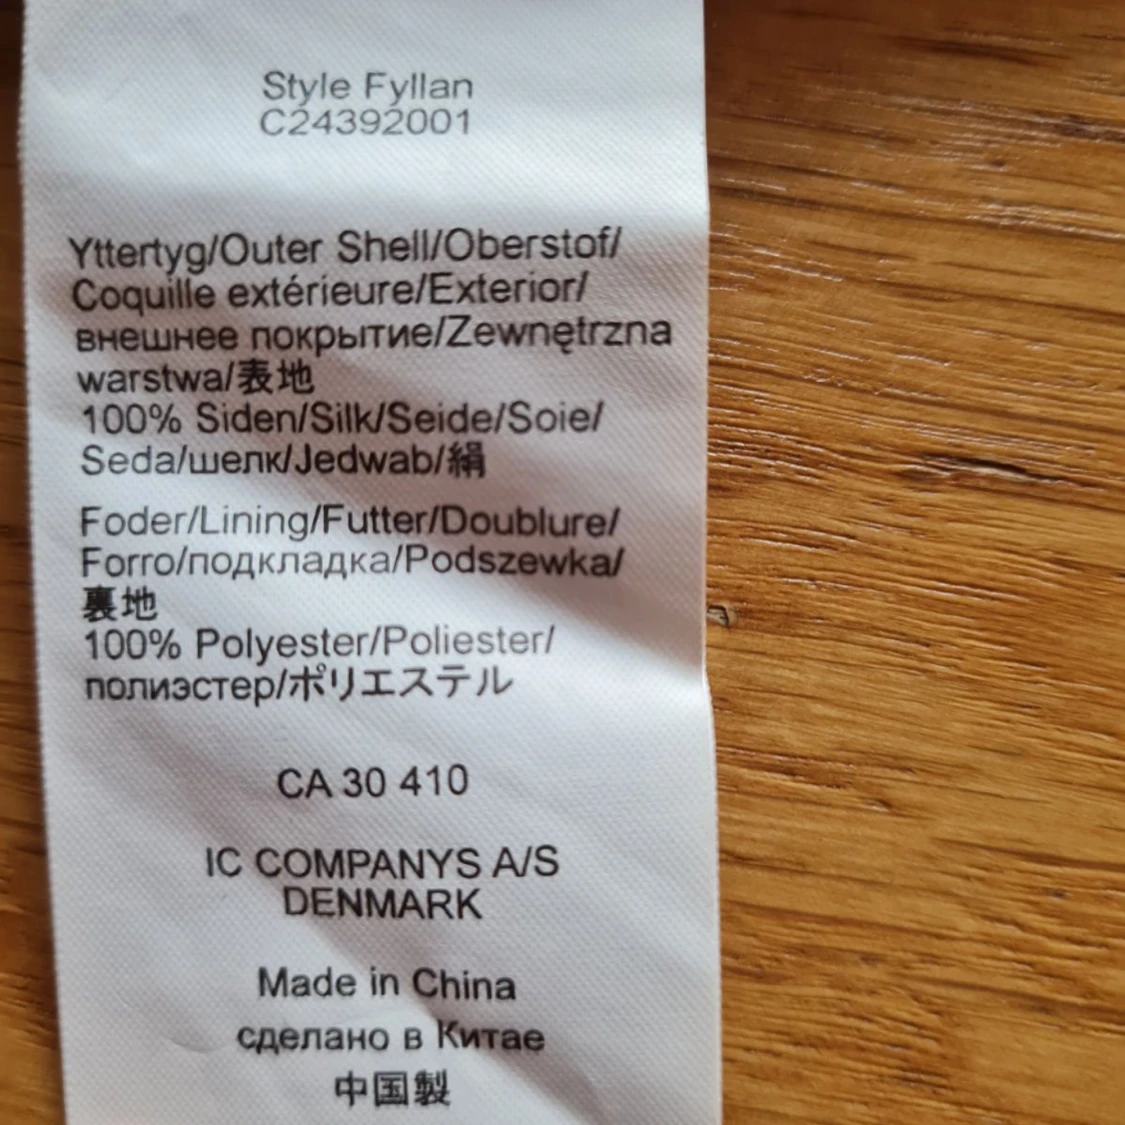 Style Fyllan
C24392001
Yttertyg/Outer Shell/Oberstof/
Coquille extérieure/Exterior/
внешнее покрытие/Zewnętrzna
warstwa/表地
100% Siden/Silk/Seide/Soie/
Seda/шелк/Jedwab/絹
Foder/Lining/Futter/Doublure/
Forro/подкладка/Podszewka/
裏地
100% Polyester/Poliester/
полиэстер/ポリエステル
CA 30 410
IC COMPANYS A/S
DENMARK
Made in China
сделано в Китае
中国製